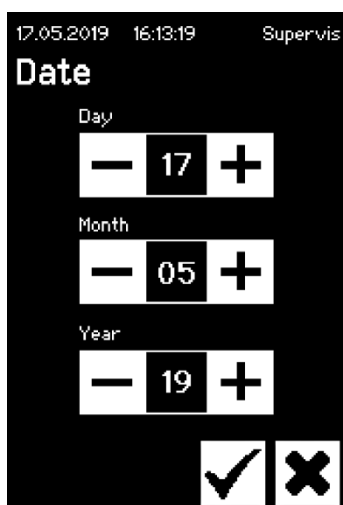 17.05.2019 16:13:19 Supervis
Date
Day
17
Month
05
Year
19